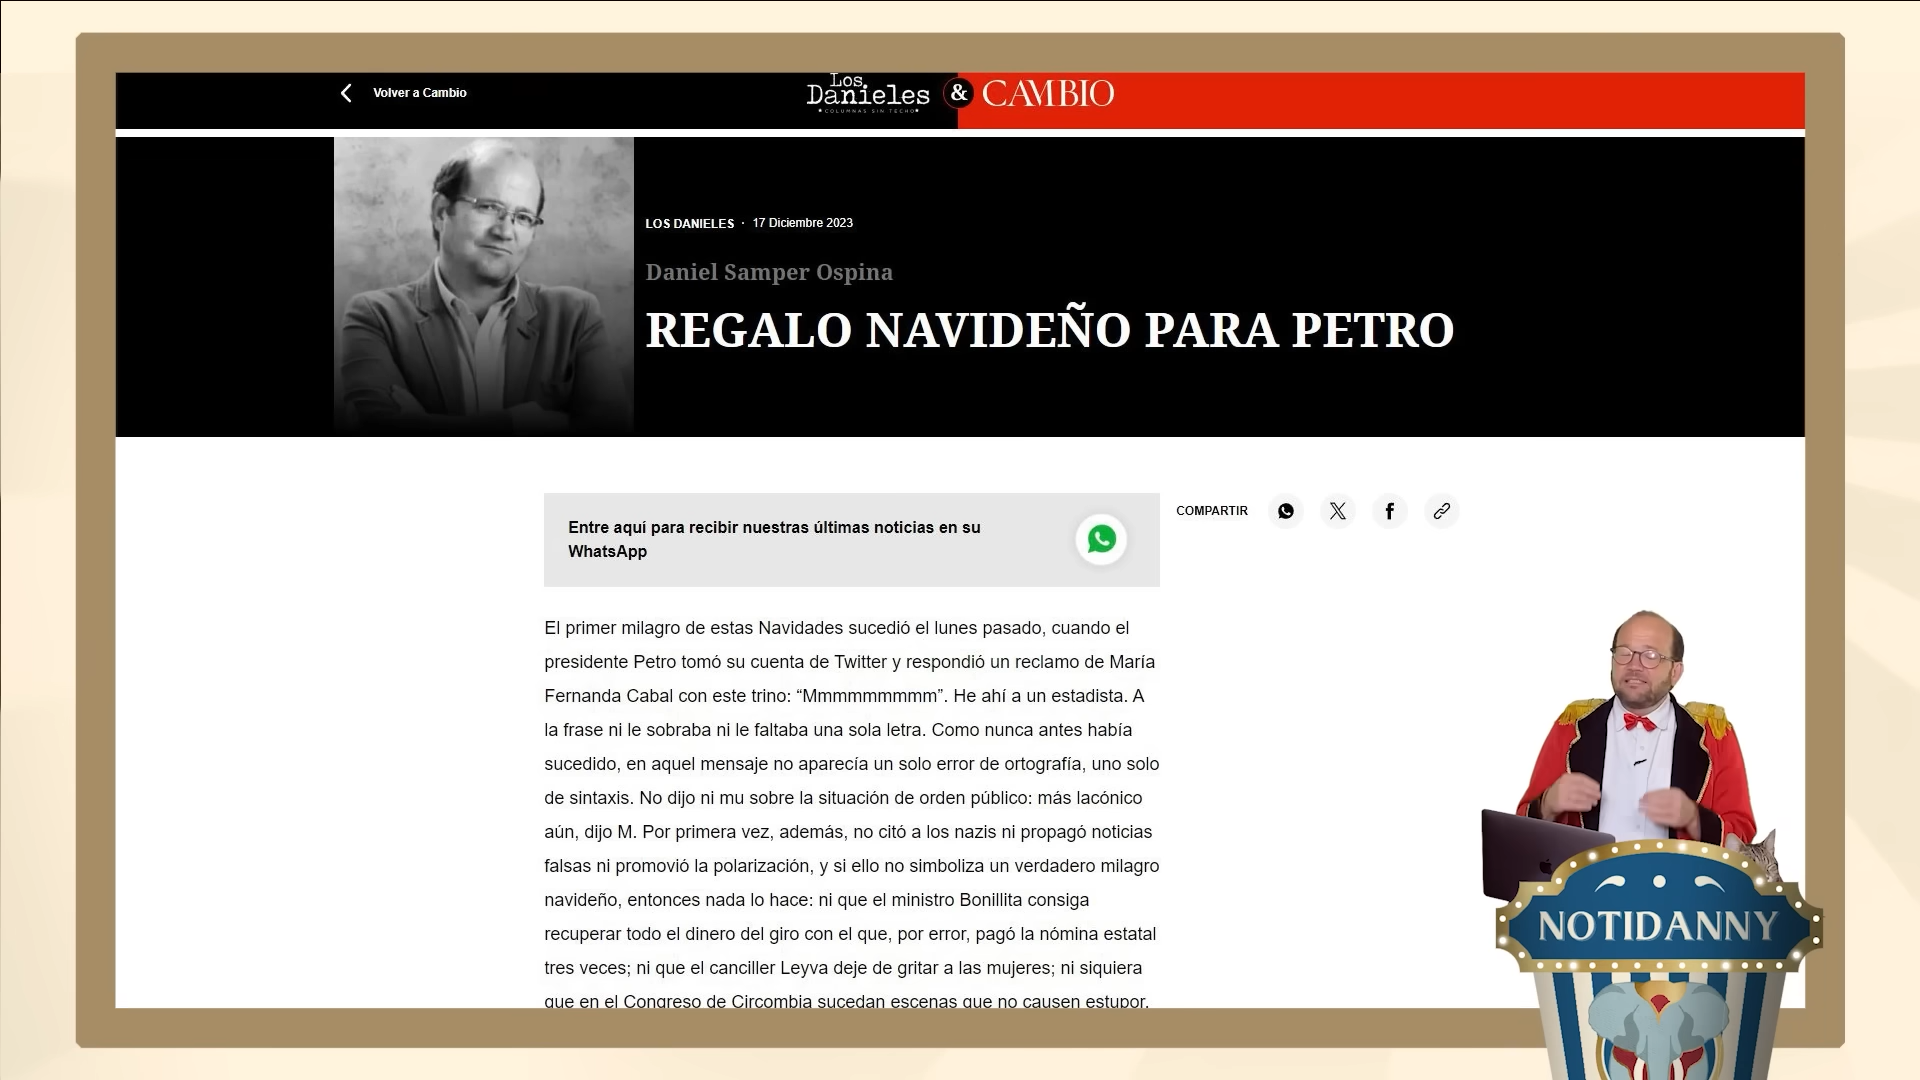 Volver a Cambio
Los Danieles & CAMBIO
COLUMNAS SIN TECHO
LOS DANIELES · 17 Diciembre 2023
Daniel Samper Ospina
REGALO NAVIDEÑO PARA PETRO
Entre aquí para recibir nuestras últimas noticias en su
WhatsApp
COMPARTIR
El primer milagro de estas Navidades sucedió el lunes pasado, cuando el
presidente Petro tomó su cuenta de Twitter y respondió un reclamo de María
Fernanda Cabal con este trino: “Mmmmmmmmm”. He ahí a un estadista. A
la frase ni le sobraba ni le faltaba una sola letra. Como nunca antes había
sucedido, en aquel mensaje no aparecía un solo error de ortografía, uno solo
de sintaxis. No dijo ni mu sobre la situación de orden público: más lacónico
aún, dijo M. Por primera vez, además, no citó a los nazis ni propagó noticias
falsas ni promovió la polarización, y si ello no simboliza un verdadero milagro
navideño, entonces nada lo hace: ni que el ministro Bonillita consiga
recuperar todo el dinero del giro con el que, por error, pagó la nómina estatal
tres veces; ni que el canciller Leyva deje de gritar a las mujeres; ni siquiera
que en el Congreso de Circombia sucedan escenas que no causen estupor.
NOTIDANNY